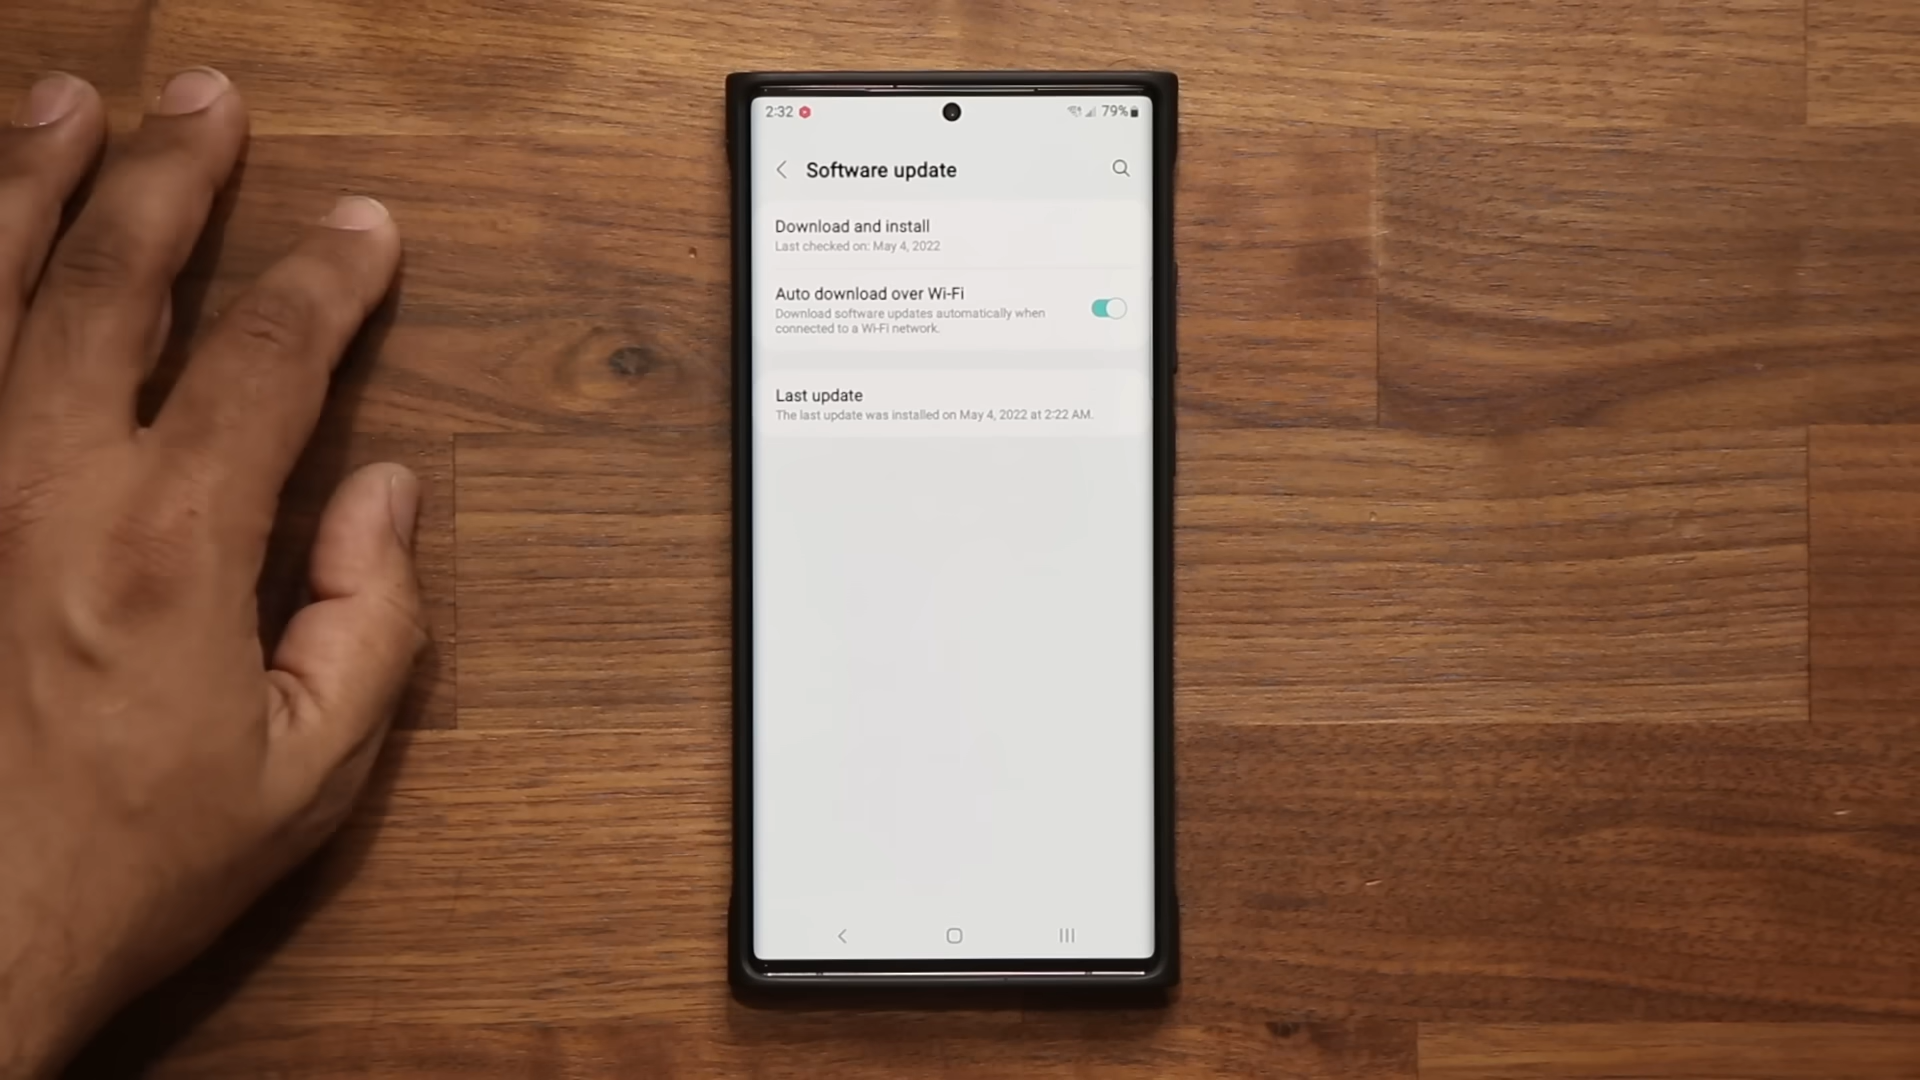 2:32
79%
Software update
Download and install
Last checked on: May 4, 2022
Auto download over Wi-Fi
Download software updates automatically when
connected to a Wi-Fi network.
Last update
The last update was installed on May 4, 2022 at 2:22 AM.